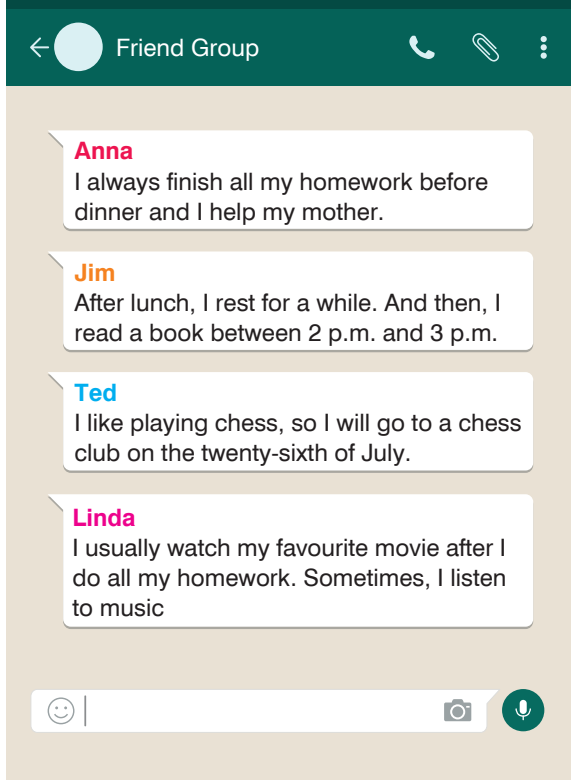 Friend Group
Anna
I always finish all my homework before
dinner and I help my mother.
Jim
After lunch, I rest for a while. And then, I
read a book between 2 p.m. and 3 p.m.
Ted
I like playing chess, so I will go to a chess
club on the twenty-sixth of July.
Linda
I usually watch my favourite movie after I
do all my homework. Sometimes, I listen
to music